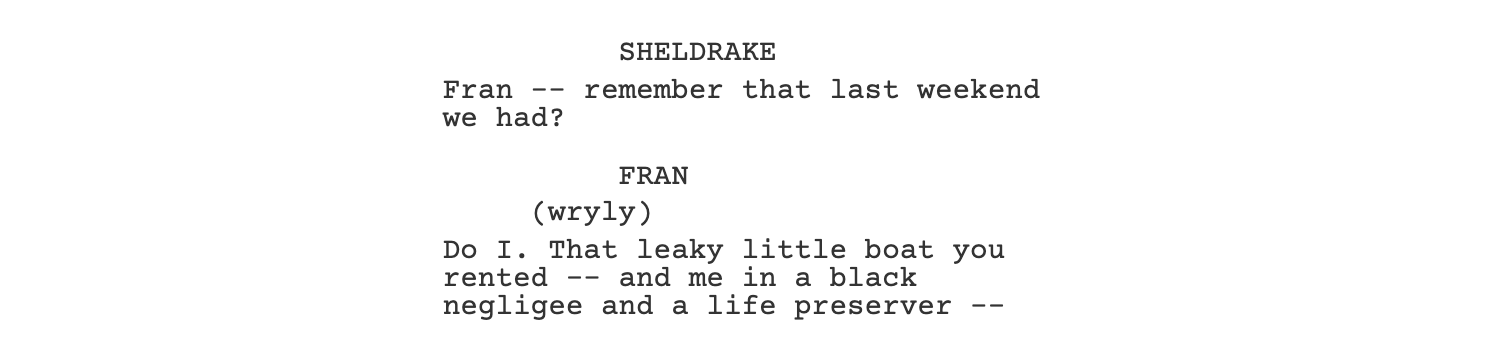 SHELDRAKE
Fran -- remember that last weekend
we had?
FRAN
(wryly)
Do I. That leaky little boat you
rented -- and me in a black
negligee and a life preserver --